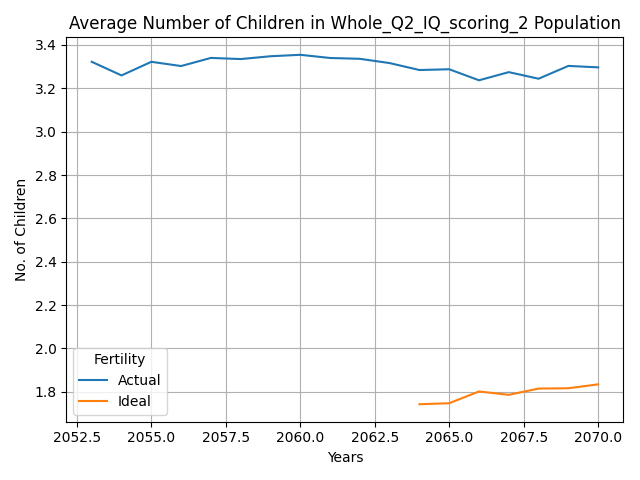 Average Number of Children in Whole_Q2_IQ_scoring_2 Population
3.4
3.2
3.0
2.8
2.6
2.4
2.2
2.0
1.8
No. of Children
Fertility
Actual
Ideal
2052.5 2055.0 2057.5 2060.0 2062.5 2065.0 2067.5 2070.0
Years